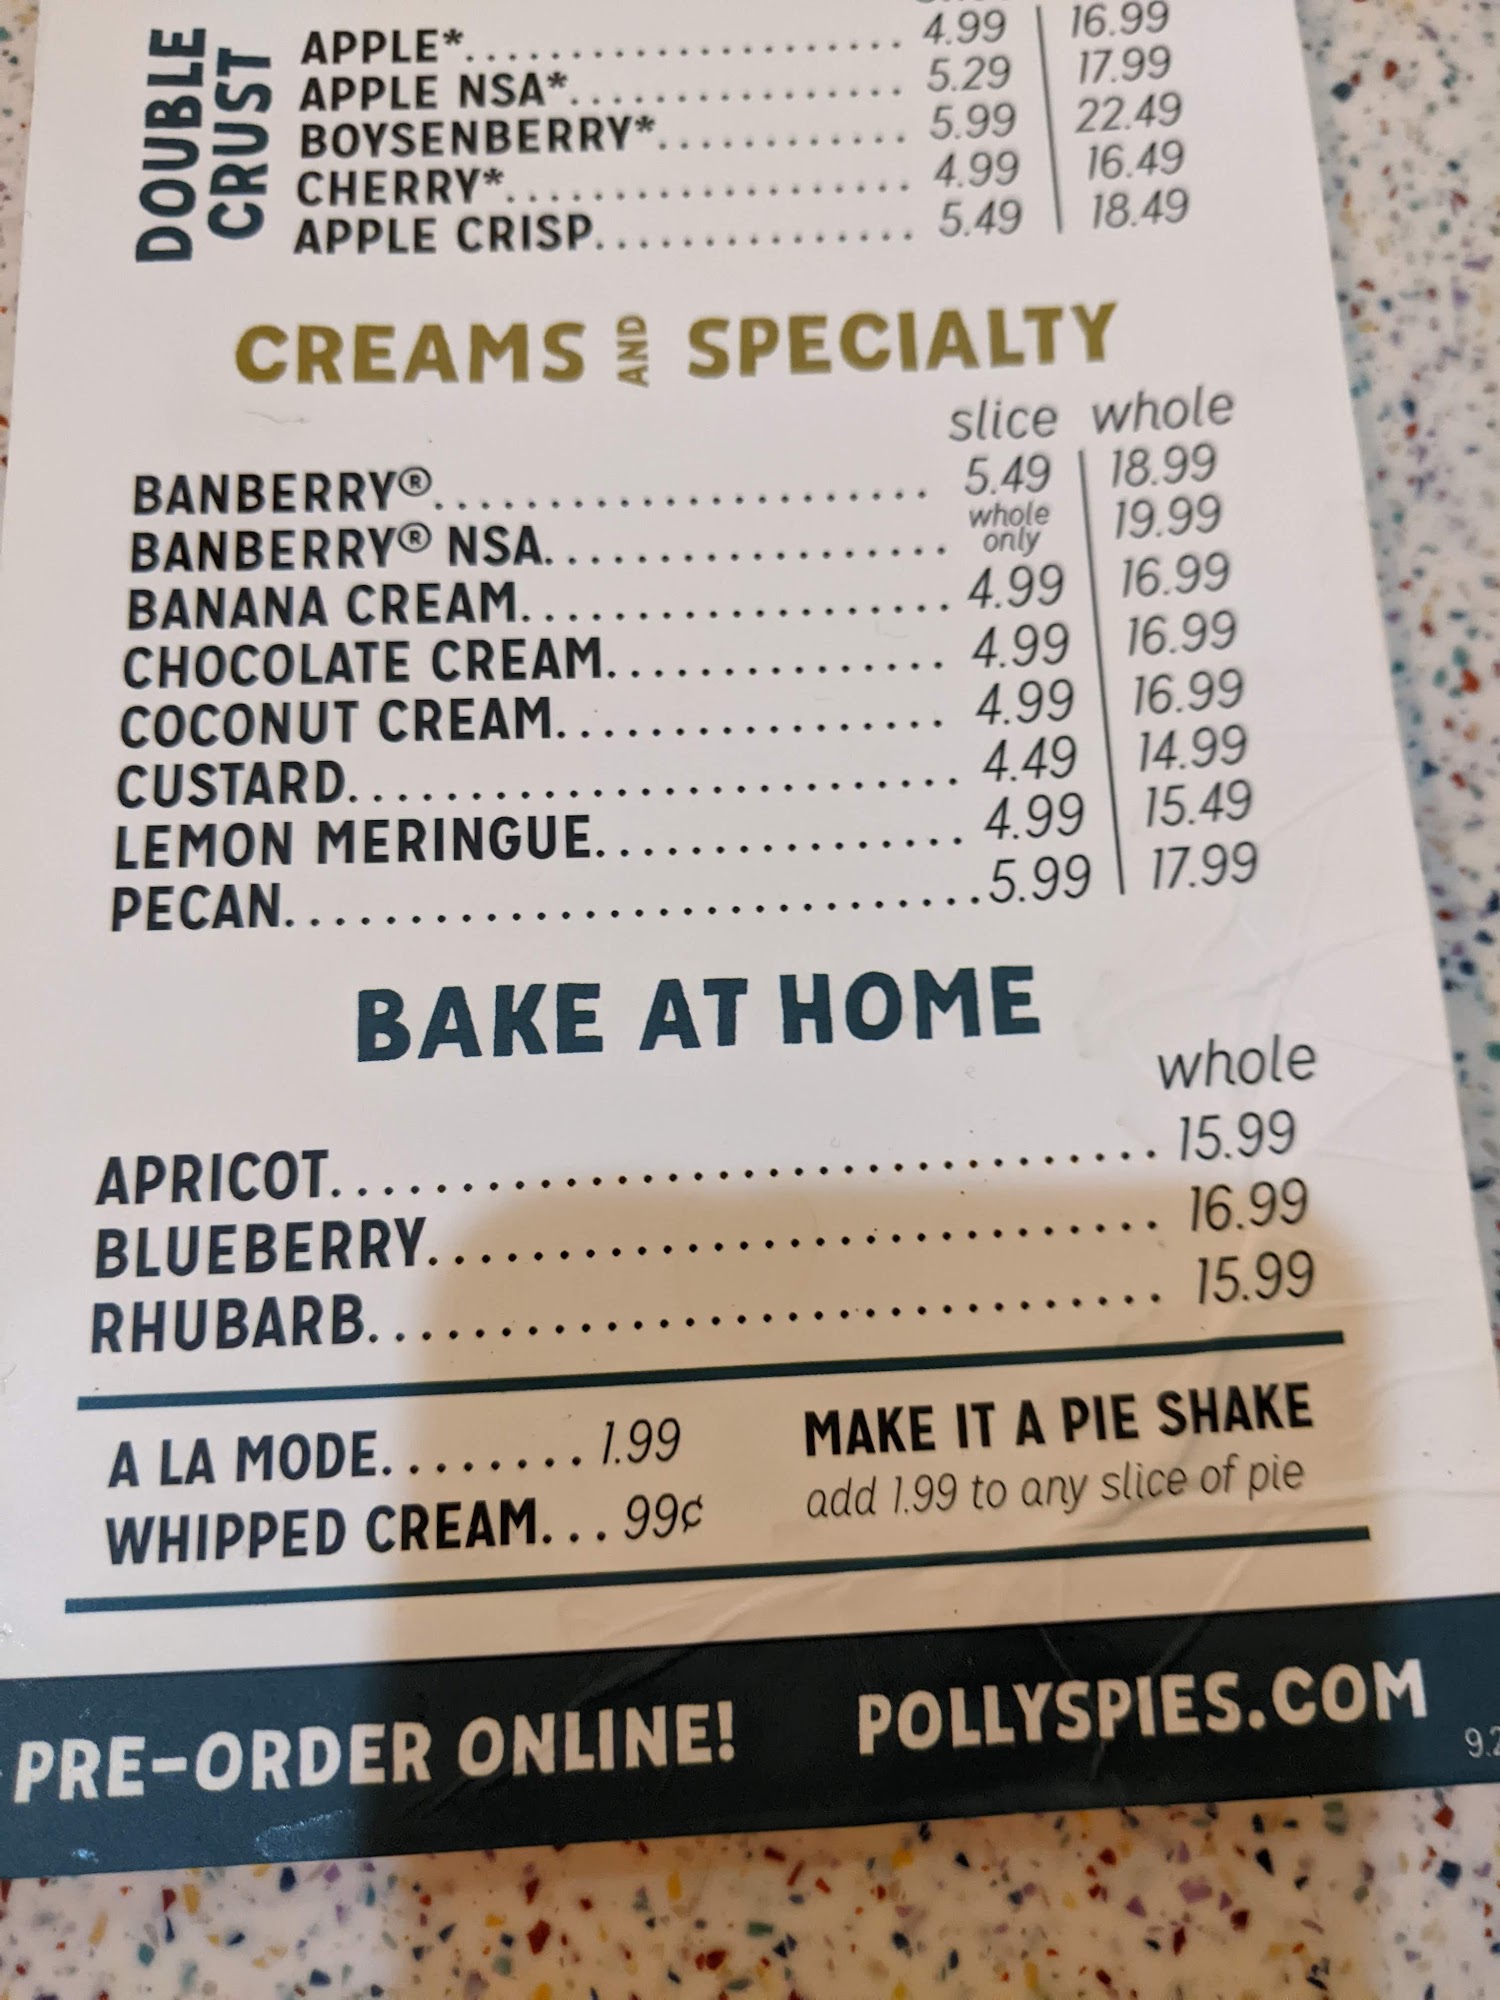 DOUBLE CRUST
APPLE*..................... 4.99 | 16.99
APPLE NSA*................ 5.29 | 17.99
BOYSENBERRY*............ 5.99 | 22.49
CHERRY*................... 4.99 | 16.49
APPLE CRISP............... 5.49 | 18.49
CREAMS AND SPECIALTY
slice whole
BANBERRY®........................ 5.49 | 18.99
BANBERRY® NSA.................. whole only | 19.99
BANANA CREAM................... 4.99 | 16.99
CHOCOLATE CREAM............... 4.99 | 16.99
COCONUT CREAM................. 4.99 | 16.99
CUSTARD.......................... 4.49 | 14.99
LEMON MERINGUE................ 4.99 | 15.49
PECAN..............................5.99 | 17.99
BAKE AT HOME
whole
APRICOT.................................. 15.99
BLUEBERRY.............................. 16.99
RHUBARB................................ 15.99
A LA MODE........ 1.99
WHIPPED CREAM... 99¢
MAKE IT A PIE SHAKE
add 1.99 to any slice of pie
PRE-ORDER ONLINE! POLLYSPIES.COM